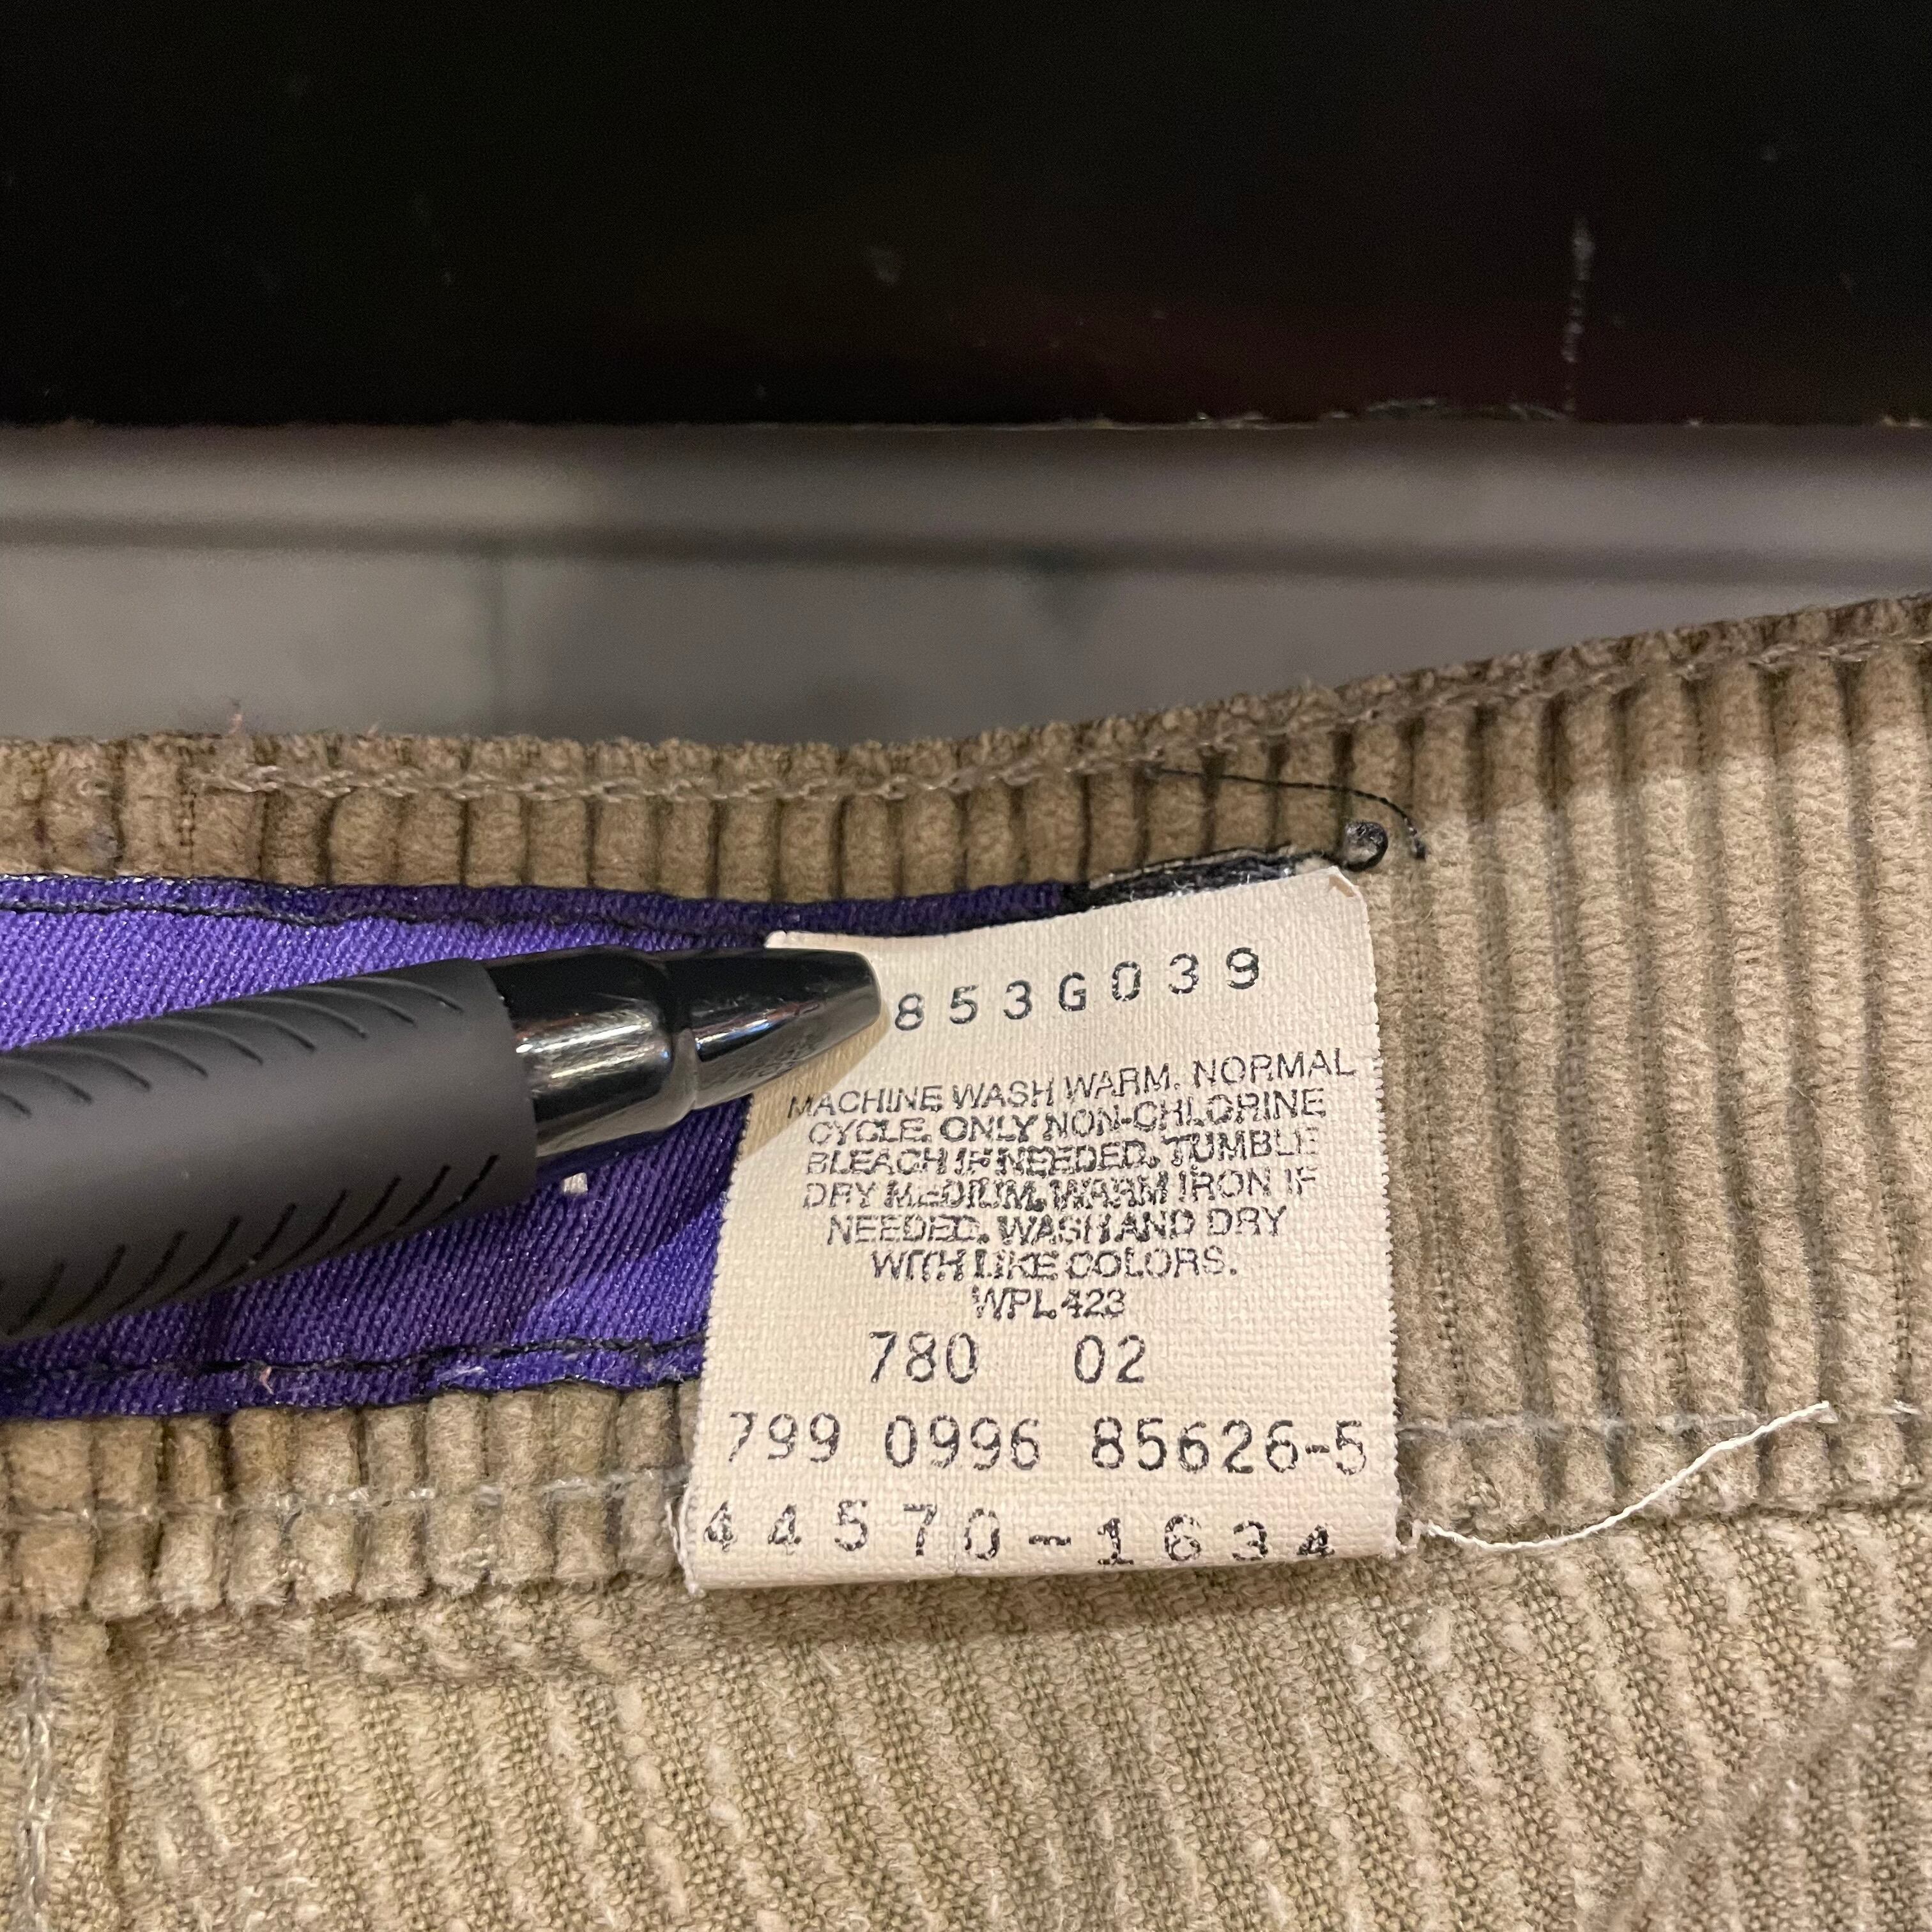 853G039
MACHINE WASH WARM. NORMAL
CYCLE. ONLY NON-CHLORINE
BLEACH IF NEEDED. TUMBLE
DRY MEDIUM. WARM IRON IF
NEEDED. WASH AND DRY
WITH LIKE COLORS.
WPL 423
780 02
799 0996 85626-5
44570-1634